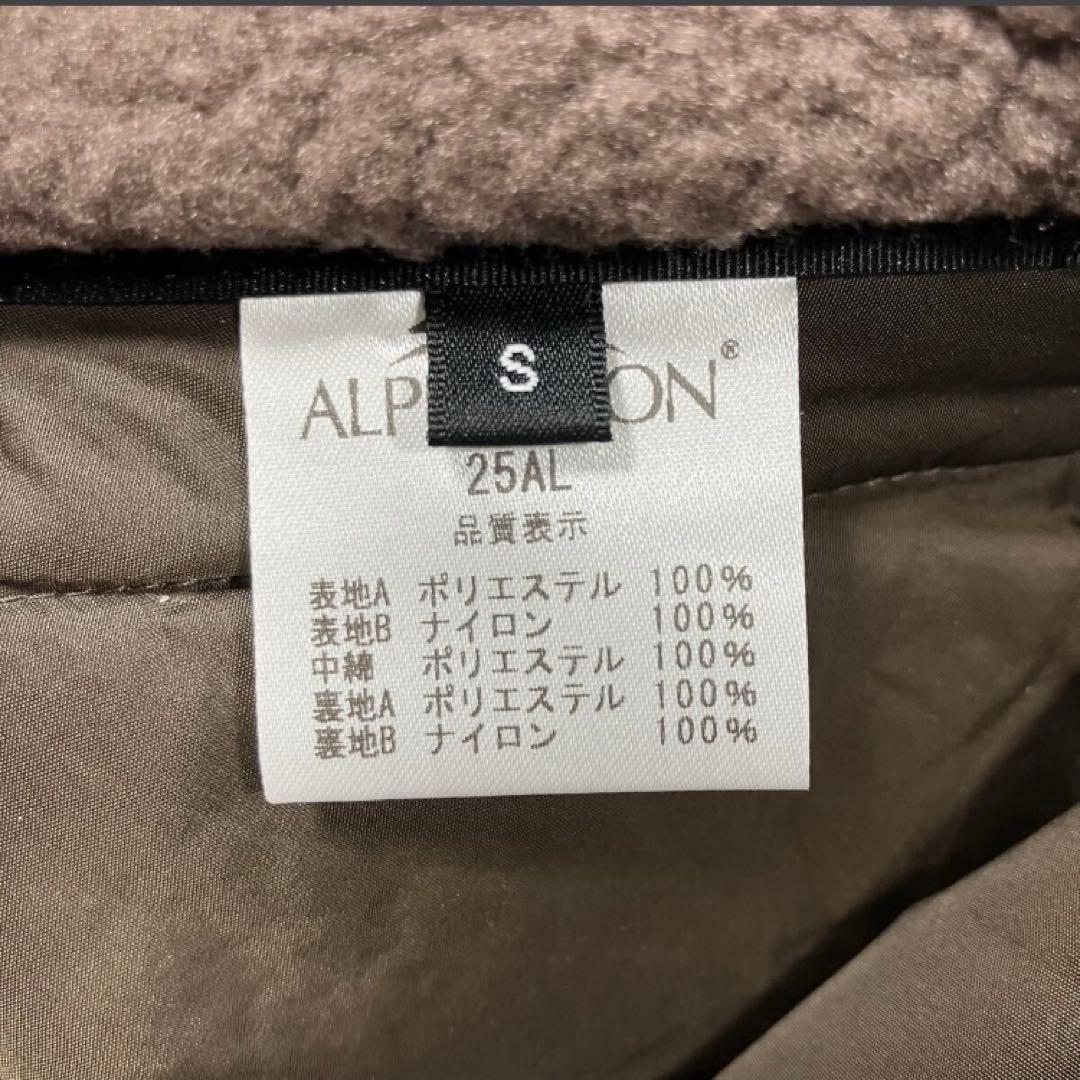 S
ALP ON®
25AL
品質表示
表地A ポリエステル 100%
表地B ナイロン 100%
中綿 ポリエステル 100%
裏地A ポリエステル 100%
裏地B ナイロン 100%